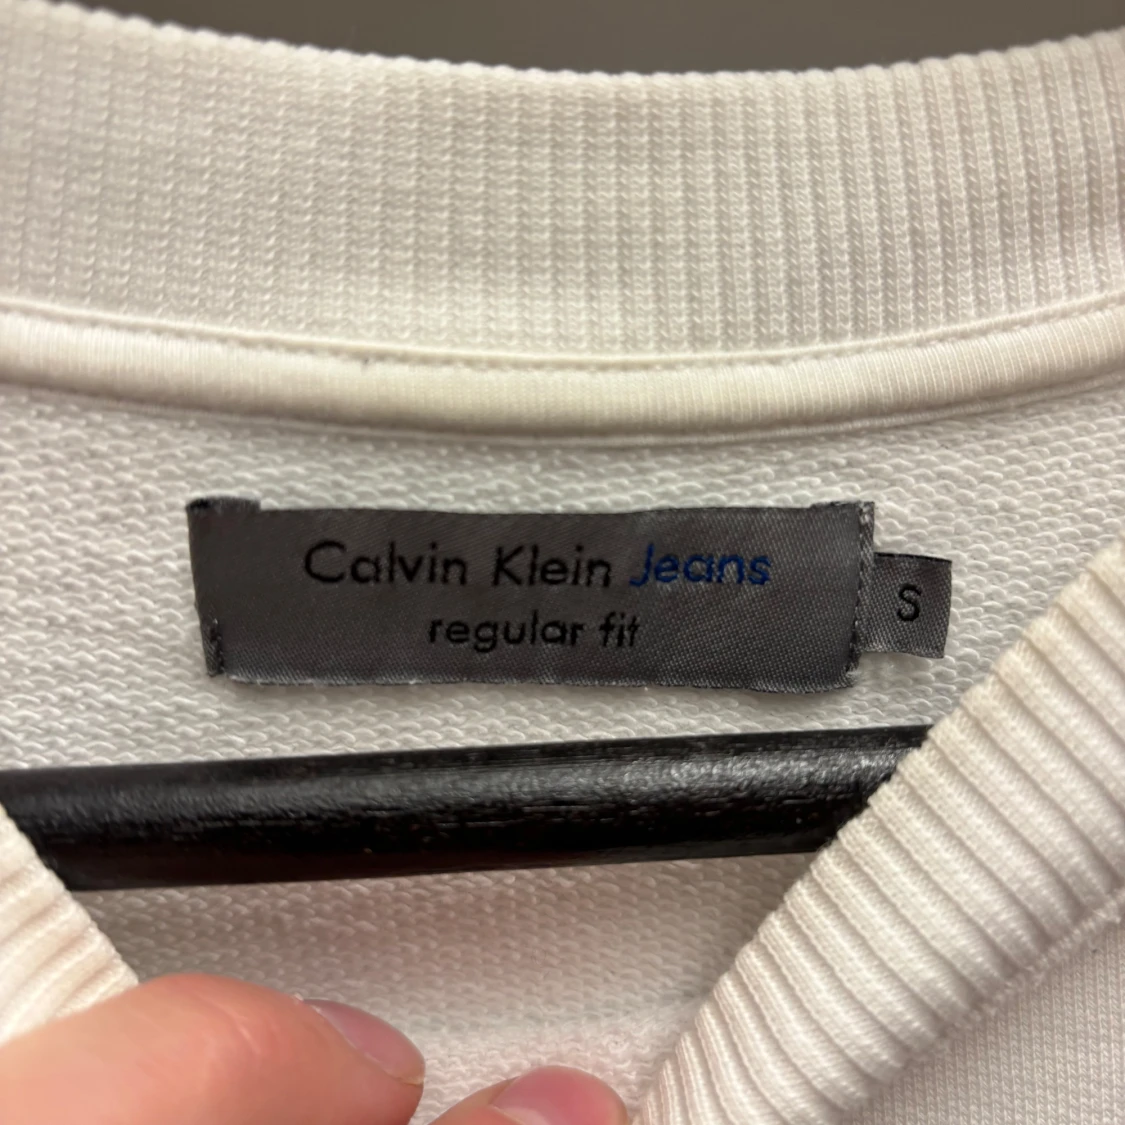 Calvin Klein Jeans
regular fit
S